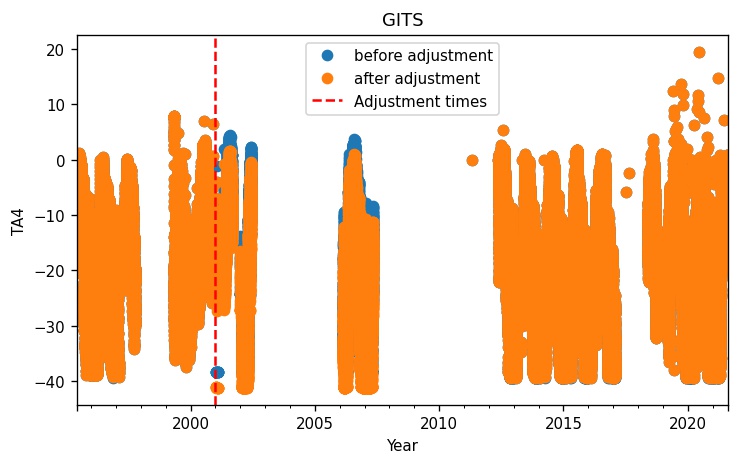 GITS
before adjustment
after adjustment
Adjustment times
TA4
20
10
0
−10
−20
−30
−40
2000
2005
2010
2015
2020
Year